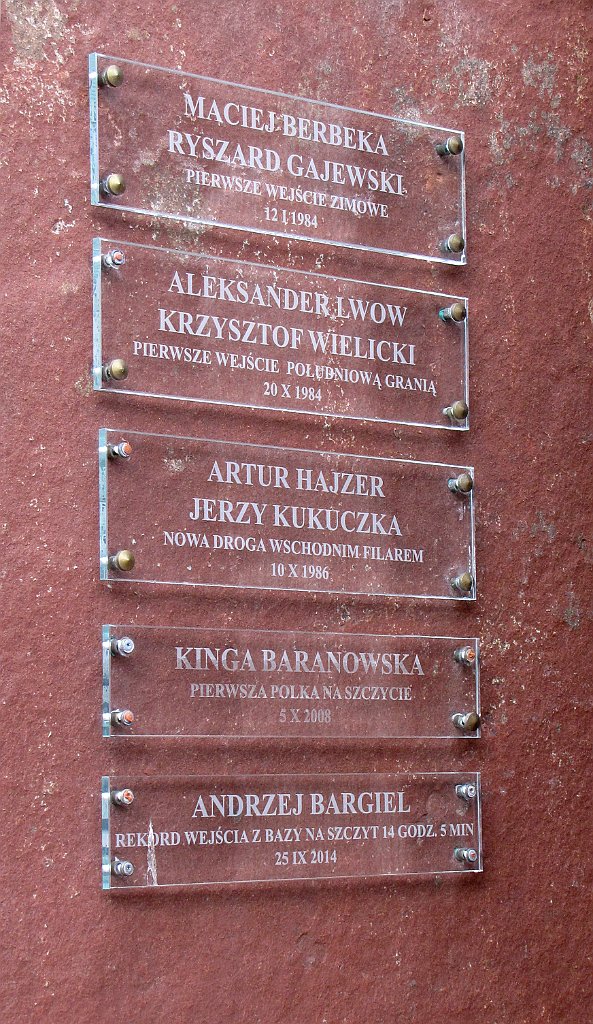 MACIEJ BERBEKA
RYSZARD GAJEWSKI
PIERWSZE WEJŚCIE ZIMOWE
12 I 1984
ALEKSANDER LWOW
KRZYSZTOF WIELICKI
PIERWSZE WEJŚCIE POŁUDNIOWĄ GRANIĄ
20 X 1984
ARTUR HAJZER
JERZY KUKUCZKA
NOWA DROGA WSCHODNIM FILAREM
10 X 1986
KINGA BARANOWSKA
PIERWSZA POLKA NA SZCZYCIE
5 X 2008
ANDRZEJ BARGIEL
REKORD WEJŚCIA Z BAZY NA SZCZYT 14 GODZ. 5 MIN
25 IX 2014